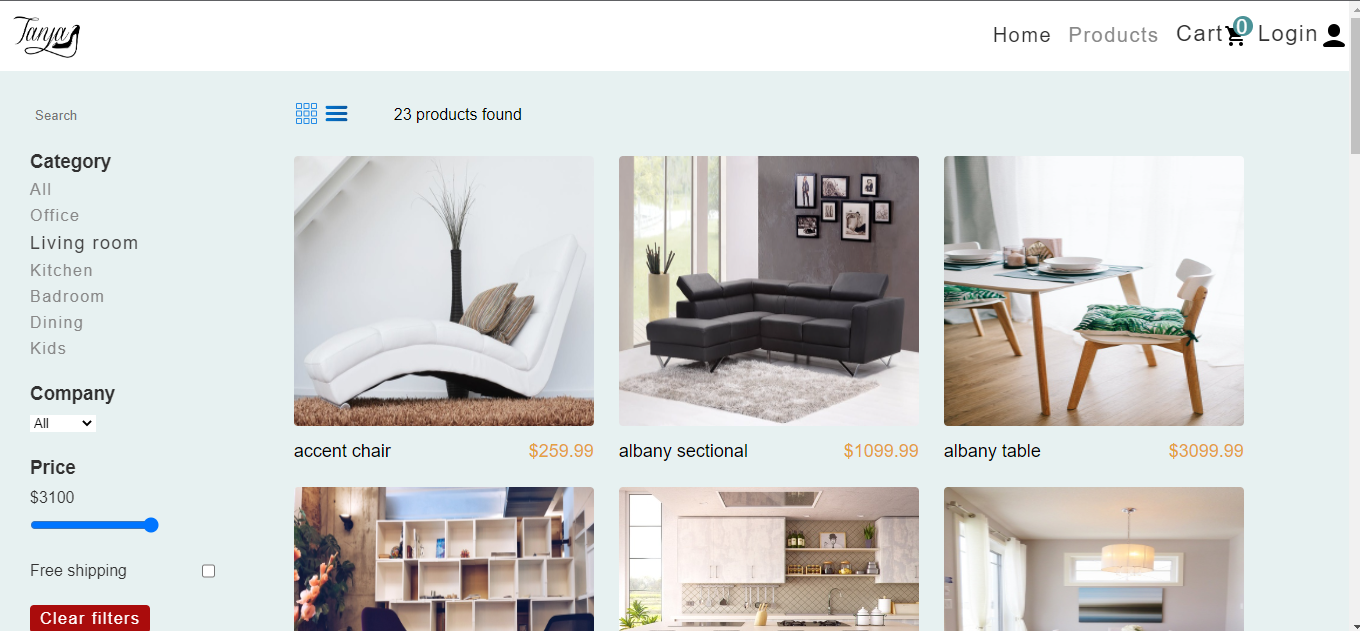 Tanja
Home Products Cart 0 Login
Search
23 products found
Category
All
Office
Living room
Kitchen
Badroom
Dining
Kids
Company
All
Price
$3100
Free shipping
Clear filters
accent chair $259.99
albany sectional $1099.99
albany table $3099.99